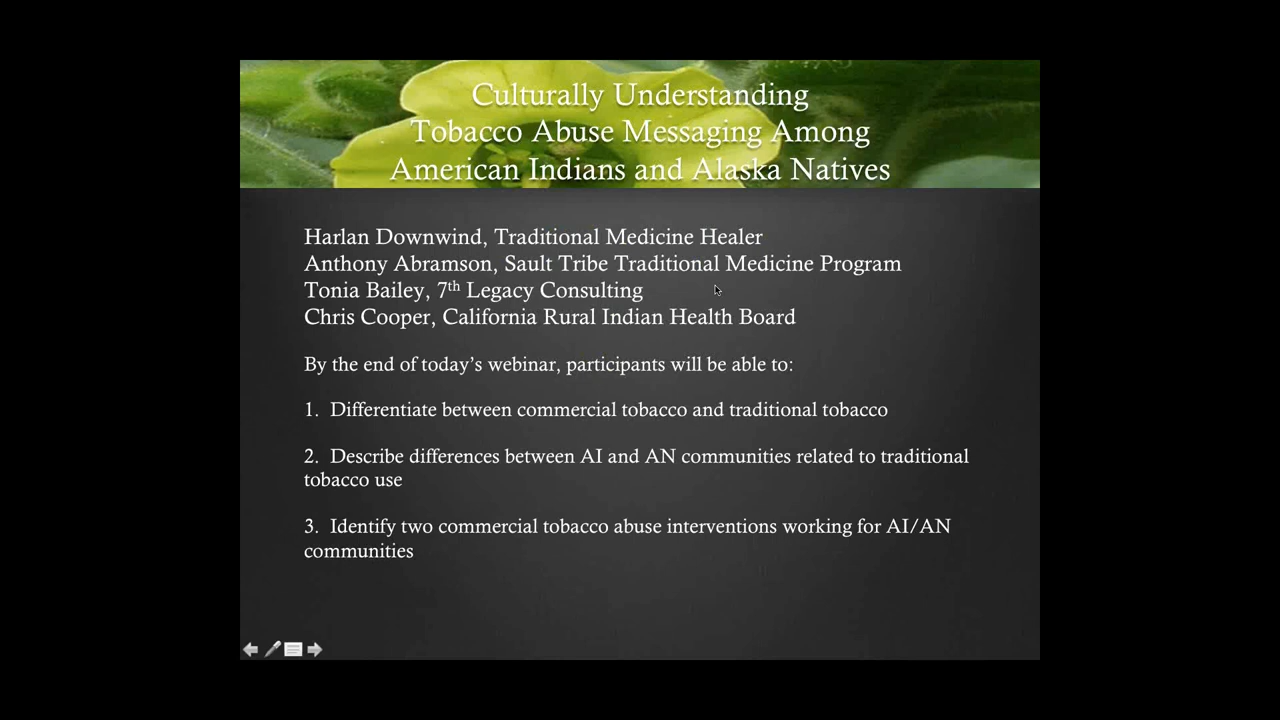 Culturally Understanding
Tobacco Abuse Messaging Among
American Indians and Alaska Natives
Harlan Downwind, Traditional Medicine Healer
Anthony Abramson, Sault Tribe Traditional Medicine Program
Tonia Bailey, 7th Legacy Consulting
Chris Cooper, California Rural Indian Health Board
By the end of today’s webinar, participants will be able to:
1. Differentiate between commercial tobacco and traditional tobacco
2. Describe differences between AI and AN communities related to traditional
tobacco use
3. Identify two commercial tobacco abuse interventions working for AI/AN
communities